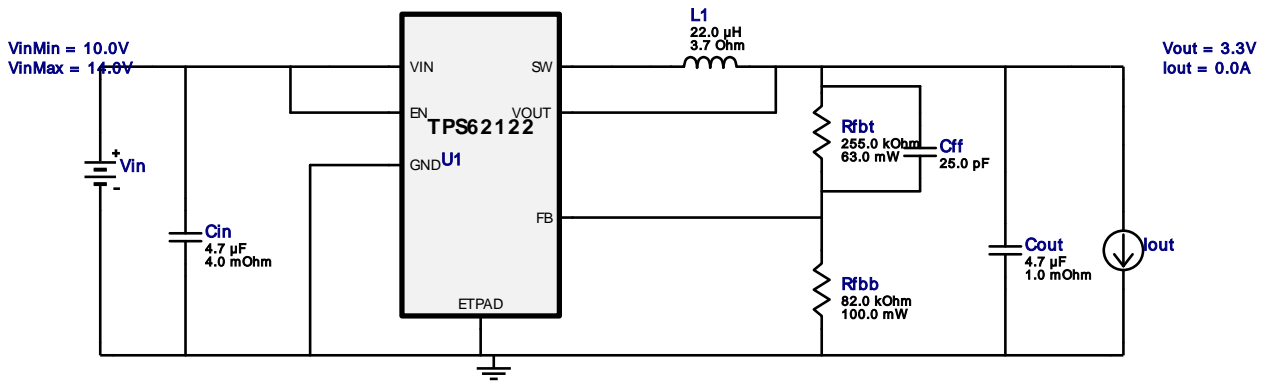 VinMin = 10.0V
VinMax = 14.0V
Vin
+
-
Cin
4.7 µF
4.0 mOhm
VIN
EN
GND
TPS62122
U1
SW
VOUT
FB
ETPAD
L1
22.0 µH
3.7 Ohm
Rfbt
255.0 kOhm
63.0 mW
Cff
25.0 pF
Rfbb
82.0 kOhm
100.0 mW
Cout
4.7 µF
1.0 mOhm
Iout
Vout = 3.3V
Iout = 0.0A